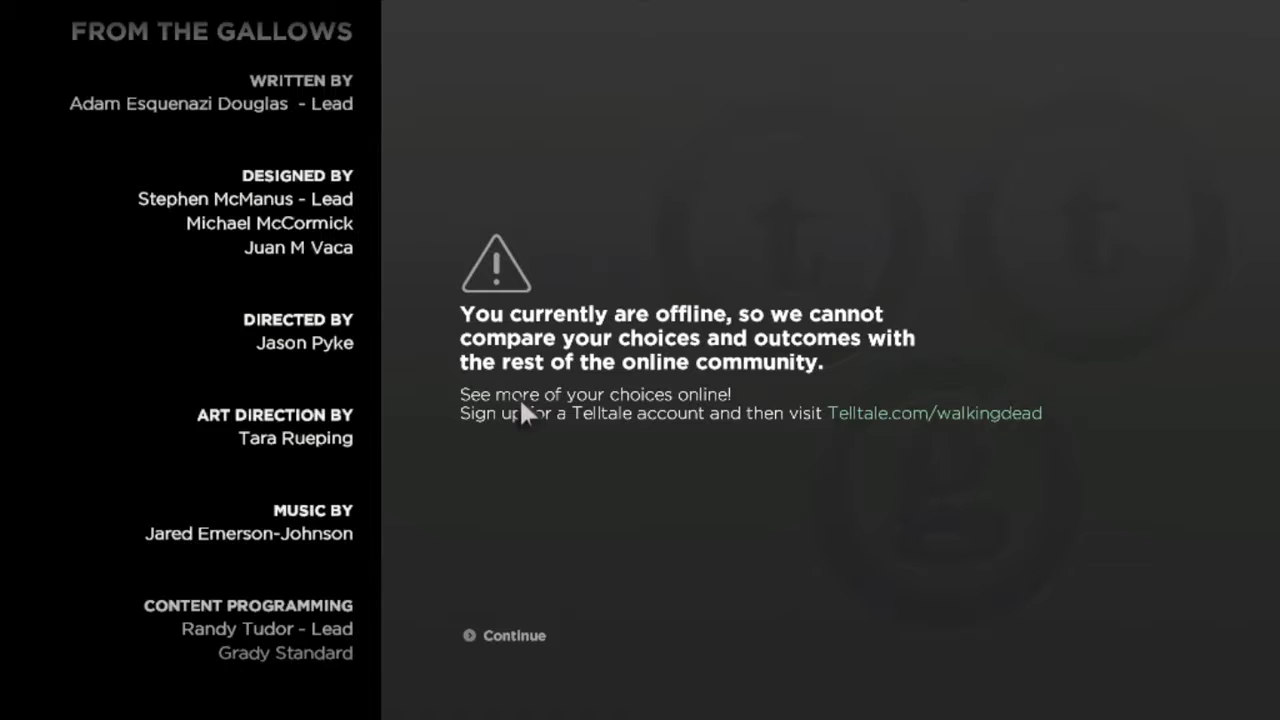 FROM THE GALLOWS
WRITTEN BY
Adam Esquenazi Douglas - Lead
DESIGNED BY
Stephen McManus - Lead
Michael McCormick
Juan M Vaca
DIRECTED BY
Jason Pyke
ART DIRECTION BY
Tara Rueping
MUSIC BY
Jared Emerson-Johnson
CONTENT PROGRAMMING
Randy Tudor - Lead
Grady Standard
You currently are offline, so we cannot
compare your choices and outcomes with
the rest of the online community.
See more of your choices online!
Sign up for a Telltale account and then visit Telltale.com/walkingdead
Continue